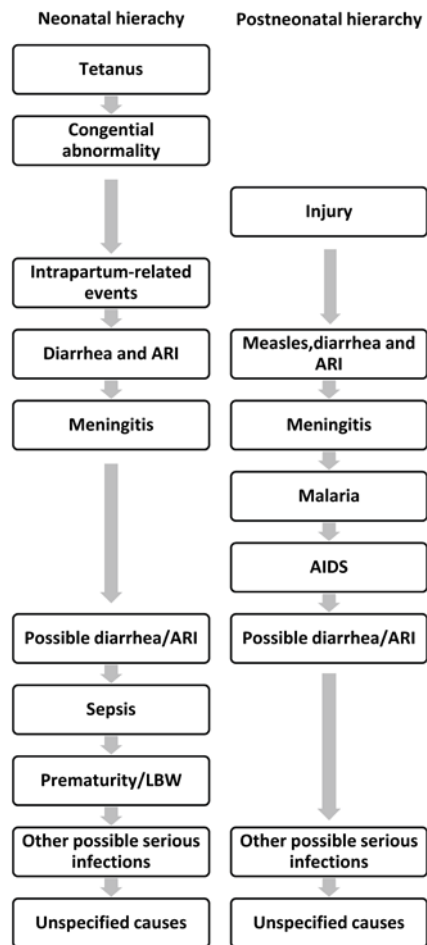 Neonatal hierachy
Tetanus
Congential
abnormality
Intrapartum-related
events
Diarrhea and ARI
Meningitis
Possible diarrhea/ARI
Sepsis
Prematurity/LBW
Other possible serious
infections
Unspecified causes
Postneonatal hierarchy
Injury
Measles,diarrhea and
ARI
Meningitis
Malaria
AIDS
Possible diarrhea/ARI
Other possible serious
infections
Unspecified causes